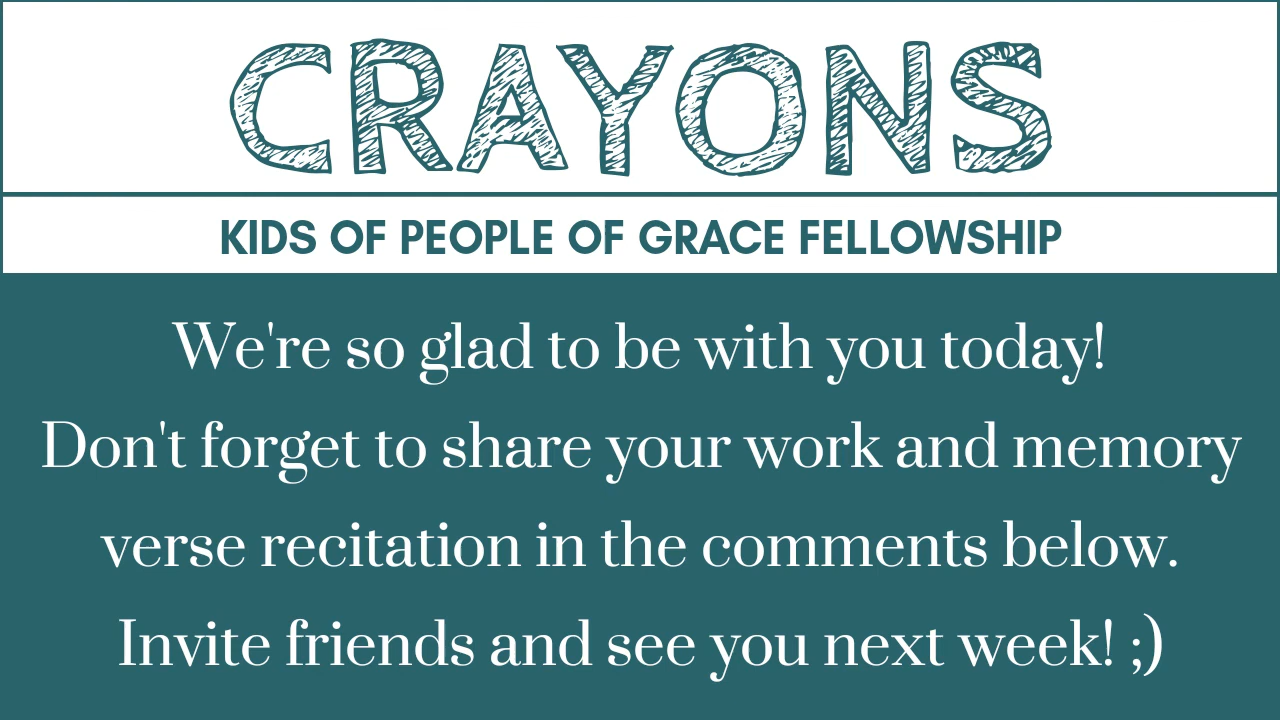 CRAYONS
KIDS OF PEOPLE OF GRACE FELLOWSHIP
We're so glad to be with you today!
Don't forget to share your work and memory
verse recitation in the comments below.
Invite friends and see you next week! ;)